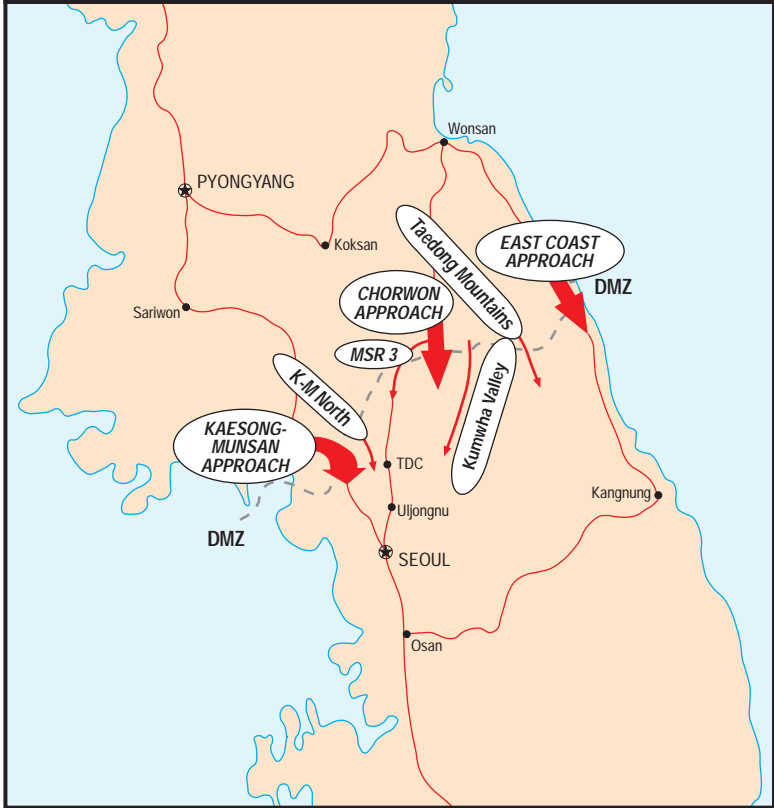 Wonsan
PYONGYANG
Koksan
Taedong Mountains
EAST COAST
APPROACH
DMZ
Sariwon
CHORWON
APPROACH
MSR 3
K-M North
Kumwha Valley
KAESONG-
MUNSAN
APPROACH
TDC
Kangnung
Uljongnu
DMZ
SEOUL
Osan